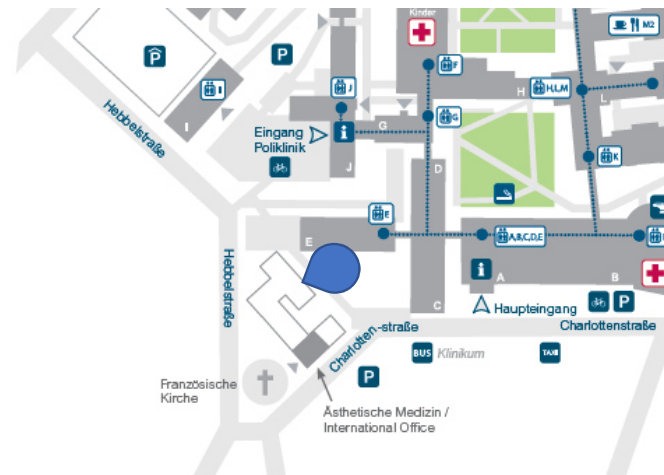 Kinder
M2
P
P
I
J
F
H,L,M
H
L
I
Hebbelstraße
Eingang
Poliklinik
i
G
G
D
K
J
E
E
A,B,C,D,E
Hebbelstraße
i
A
B
C
Haupteingang
P
Charlottenstraße
Charlotten-straße
BUS Klinikum
TAXI
Französische
Kirche
P
Ästhetische Medizin /
International Office